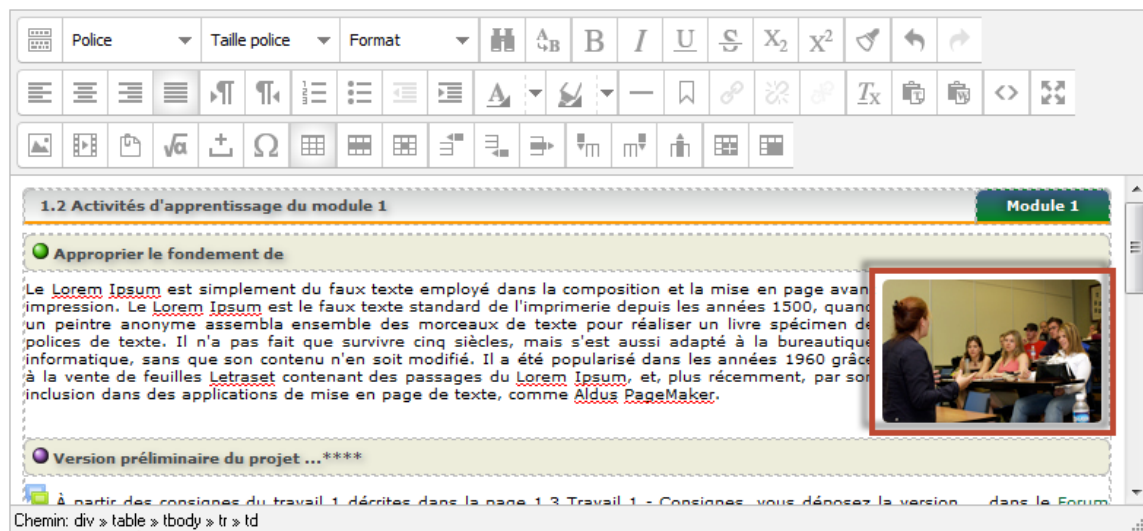 Police Taille police Format
1.2 Activités d'apprentissage du module 1 Module 1
Approprier le fondement de
Le Lorem Ipsum est simplement du faux texte employé dans la composition et la mise en page avan
impression. Le Lorem Ipsum est le faux texte standard de l'imprimerie depuis les années 1500, quand
un peintre anonyme assembla ensemble des morceaux de texte pour réaliser un livre spécimen de
polices de texte. Il n'a pas fait que survivre cinq siècles, mais s'est aussi adapté à la bureautique
informatique, sans que son contenu n'en soit modifié. Il a été popularisé dans les années 1960 grâce
à la vente de feuilles Letraset contenant des passages du Lorem Ipsum, et, plus récemment, par son
inclusion dans des applications de mise en page de texte, comme Aldus PageMaker.
Version préliminaire du projet ...****
À partir des consignes du travail 1 décrites dans la page 1.3 Travail 1 - Consignes, vous déposez la version ... dans le Forum
Chemin: div » table » tbody » tr » td